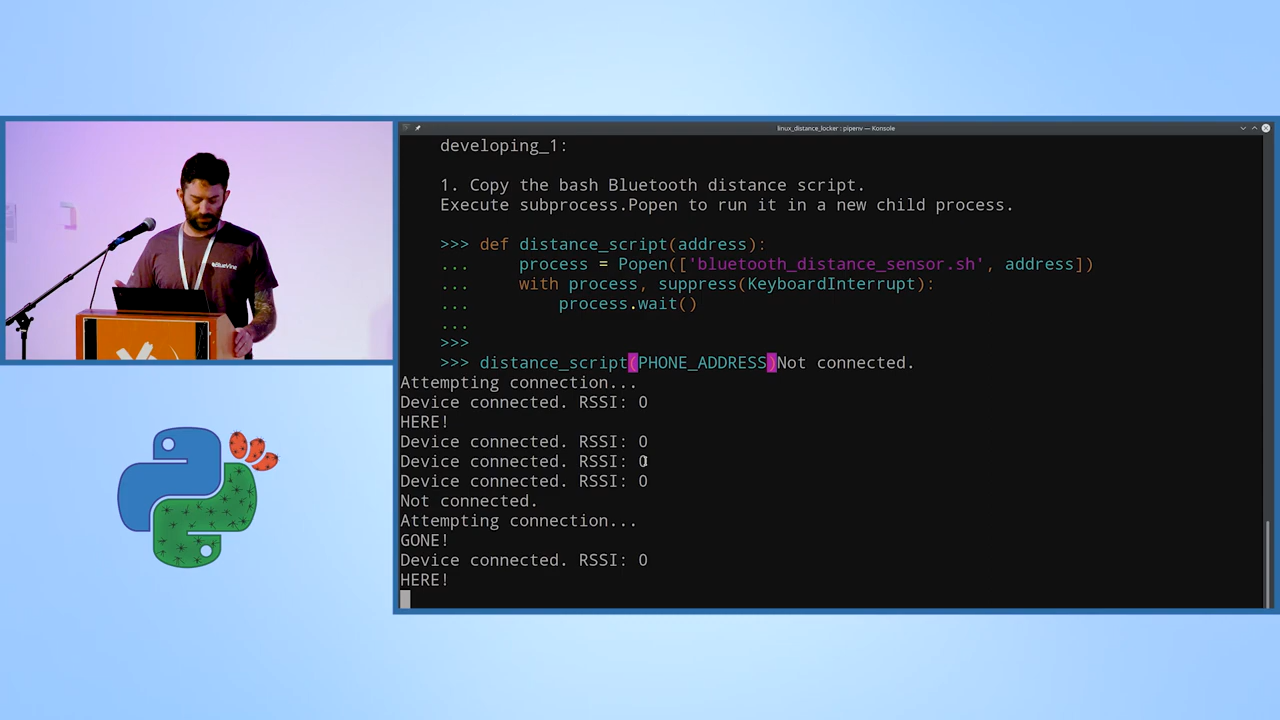 linux_distance_locker : pipenv — Konsole
developing_1:
1. Copy the bash Bluetooth distance script.
Execute subprocess.Popen to run it in a new child process.
>>> def distance_script(address):
...     process = Popen(['bluetooth_distance_sensor.sh', address])
...     with process, suppress(KeyboardInterrupt):
...         process.wait()
...
>>>
>>> distance_script(PHONE_ADDRESS)Not connected.
Attempting connection...
Device connected. RSSI: 0
HERE!
Device connected. RSSI: 0
Device connected. RSSI: 0
Device connected. RSSI: 0
Not connected.
Attempting connection...
GONE!
Device connected. RSSI: 0
HERE!
BlueVine